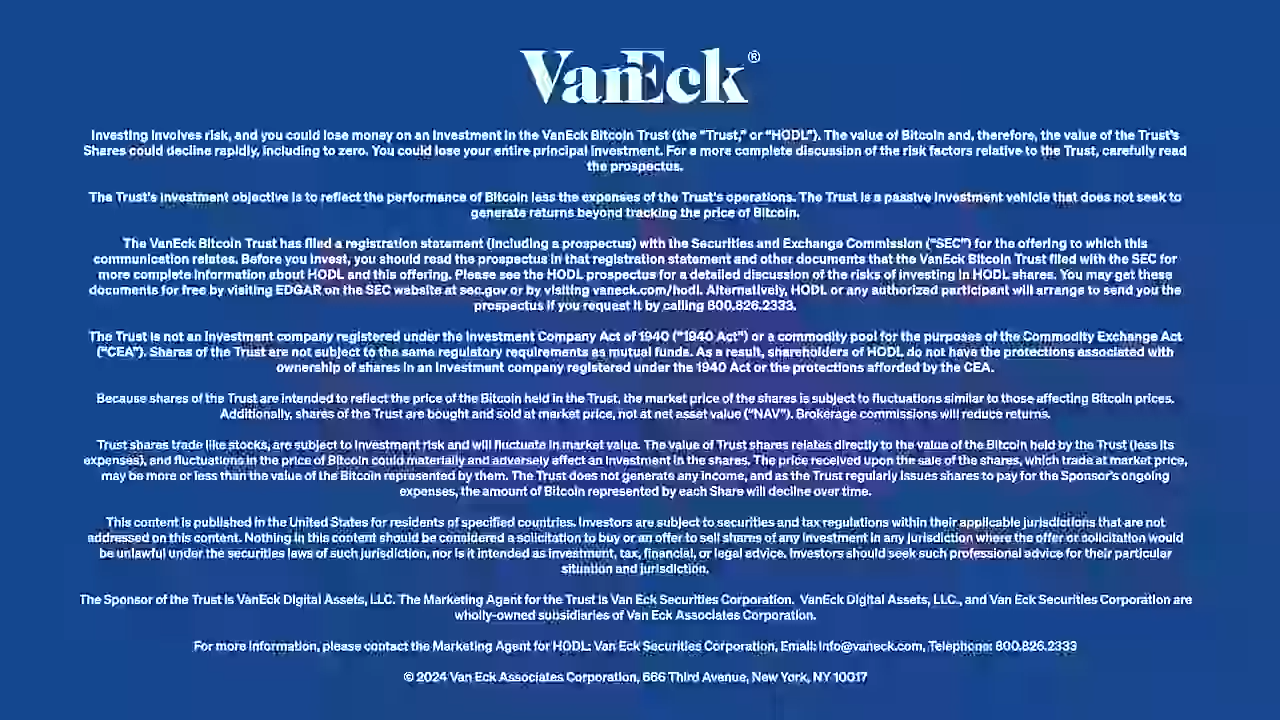 VanEck®
Investing involves risk, and you could lose money on an investment in the VanEck Bitcoin Trust (the "Trust," or "HODL"). The value of Bitcoin and, therefore, the value of the Trust's
Shares could decline rapidly, including to zero. You could lose your entire principal investment. For a more complete discussion of the risk factors relative to the Trust, carefully read
the prospectus.
The Trust's investment objective is to reflect the performance of Bitcoin less the expenses of the Trust's operations. The Trust is a passive investment vehicle that does not seek to
generate returns beyond tracking the price of Bitcoin.
The VanEck Bitcoin Trust has filed a registration statement (including a prospectus) with the Securities and Exchange Commission ("SEC") for the offering to which this
communication relates. Before you invest, you should read the prospectus in that registration statement and other documents that the VanEck Bitcoin Trust filed with the SEC for
more complete information about HODL and this offering. Please see the HODL prospectus for a detailed discussion of the risks of investing in HODL shares. You may get these
documents for free by visiting EDGAR on the SEC website at sec.gov or by visiting vaneck.com/hodl. Alternatively, HODL or any authorized participant will arrange to send you the
prospectus if you request it by calling 800.826.2333.
The Trust is not an investment company registered under the Investment Company Act of 1940 ("1940 Act") or a commodity pool for the purposes of the Commodity Exchange Act
("CEA"). Shares of the Trust are not subject to the same regulatory requirements as mutual funds. As a result, shareholders of HODL do not have the protections associated with
ownership of shares in an investment company registered under the 1940 Act or the protections afforded by the CEA.
Because shares of the Trust are intended to reflect the price of the Bitcoin held in the Trust, the market price of the shares is subject to fluctuations similar to those affecting Bitcoin prices.
Additionally, shares of the Trust are bought and sold at market price, not at net asset value ("NAV"). Brokerage commissions will reduce returns.
Trust shares trade like stocks, are subject to investment risk and will fluctuate in market value. The value of Trust shares relates directly to the value of the Bitcoin held by the Trust (less its
expenses), and fluctuations in the price of Bitcoin could materially and adversely affect an investment in the shares. The price received upon the sale of the shares, which trade at market price,
may be more or less than the value of the Bitcoin represented by them. The Trust does not generate any income, and as the Trust regularly issues shares to pay for the Sponsor's ongoing
expenses, the amount of Bitcoin represented by each Share will decline over time.
This content is published in the United States for residents of specified countries. Investors are subject to securities and tax regulations within their applicable jurisdictions that are not
addressed on this content. Nothing in this content should be considered a solicitation to buy or an offer to sell shares of any investment in any jurisdiction where the offer or solicitation would
be unlawful under the securities laws of such jurisdiction, nor is it intended as investment, tax, financial, or legal advice. Investors should seek such professional advice for their particular
situation and jurisdiction.
The Sponsor of the Trust is VanEck Digital Assets, LLC. The Marketing Agent for the Trust is Van Eck Securities Corporation. VanEck Digital Assets, LLC., and Van Eck Securities Corporation are
wholly-owned subsidiaries of Van Eck Associates Corporation.
For more information, please contact the Marketing Agent for HODL: Van Eck Securities Corporation, Email: info@vaneck.com, Telephone: 800.826.2333
© 2024 Van Eck Associates Corporation, 666 Third Avenue, New York, NY 10017